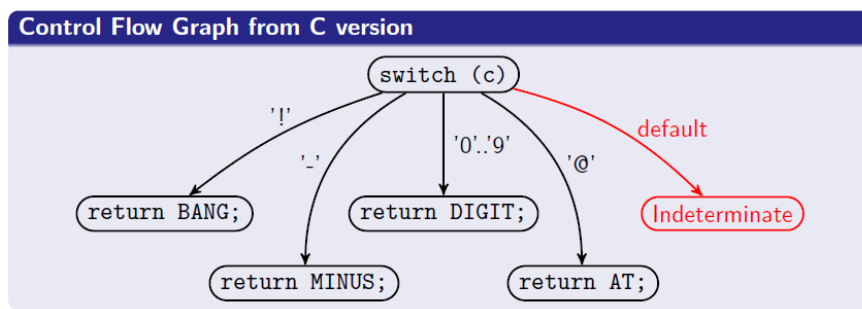 Control Flow Graph from C version
switch (c)
'!'
'-'
'0'..'9'
'@'
default
return BANG;
return DIGIT;
Indeterminate
return MINUS;
return AT;